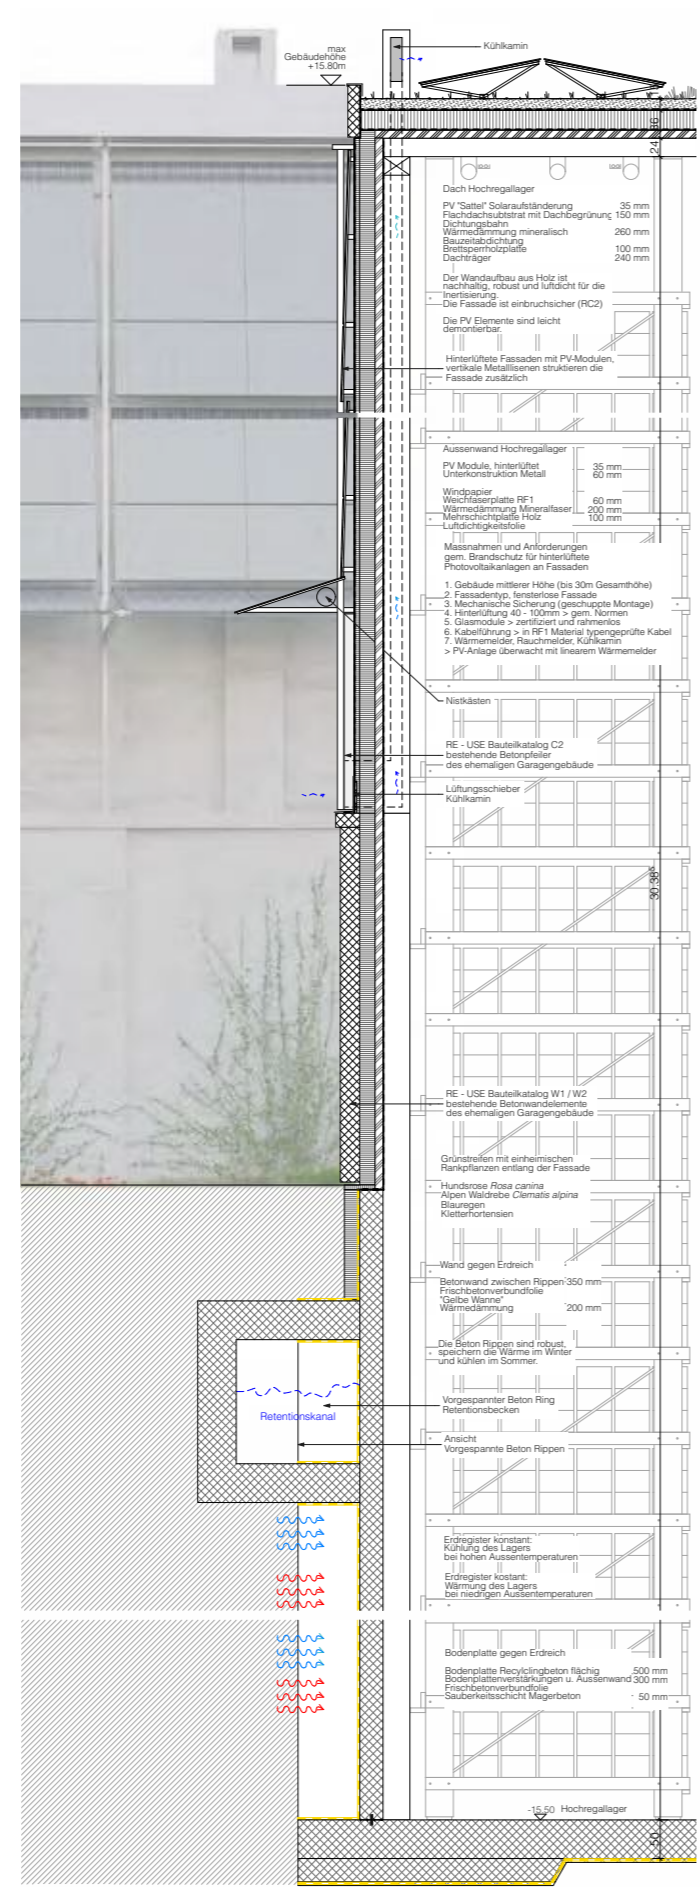 max
Gebäudehöhe
+15.80m
Kühlkamin
36
24
Dach Hochregallager
PV "Sattel" Solaraufständerung 35 mm
Flachdachsubtstrat mit Dachbegrünung 150 mm
Dichtungsbahn
Wärmedämmung mineralisch 260 mm
Bauzeitabdichtung
Brettsperrholzplatte 100 mm
Dachträger 240 mm
Der Wandaufbau aus Holz ist
nachhaltig, robust und luftdicht für die
Inertisierung.
Die Fassade ist einbruchsicher (RC2)
Die PV Elemente sind leicht
demontierbar.
Hinterlüftete Fassaden mit PV-Modulen,
vertikale Metalllisenen struktieren die
Fassade zusätzlich
Aussenwand Hochregallager
PV Module, hinterlüftet 35 mm
Unterkonstruktion Metall 60 mm
Windpapier
Weichfaserplatte RF1 60 mm
Wärmedämmung Mineralfaser 200 mm
Mehrschichtplatte Holz 100 mm
Luftdichtigkeitsfolie
Massnahmen und Anforderungen
gem. Brandschutz für hinterlüftete
Photovoltaikanlagen an Fassaden
1. Gebäude mittlerer Höhe (bis 30m Gesamthöhe)
2. Fassadentyp, fensterlose Fassade
3. Mechanische Sicherung (geschuppte Montage)
4. Hinterlüftung 40 - 100mm > gem. Normen
5. Glasmodule > zertifiziert und rahmenlos
6. Kabelführung > in RF1 Material typengeprüfte Kabel
7. Wärmemelder, Rauchmelder, Kühlkamin
> PV-Anlage überwacht mit linearem Wärmemelder
Nistkästen
RE - USE Bauteilkatalog C2
bestehende Betonpfeiler
des ehemaligen Garagengebäude
Lüftungsschieber
Kühlkamin
30.38⁵
RE - USE Bauteilkatalog W1 / W2
bestehende Betonwandelemente
des ehemaligen Garagengebäude
Grünstreifen mit einheimischen
Rankpflanzen entlang der Fassade
Hundsrose Rosa canina
Alpen Waldrebe Clematis alpina
Blauregen
Kletterhortensien
Wand gegen Erdreich
Betonwand zwischen Rippen 350 mm
Frischbetonverbundfolie
"Gelbe Wanne"
Wärmedämmung 200 mm
Die Beton Rippen sind robust,
speichern die Wärme im Winter
und kühlen im Sommer.
Vorgespannter Beton Ring
Retentionsbecken
Retentionskanal
Ansicht
Vorgespannte Beton Rippen
Erdregister konstant:
Kühlung des Lagers
bei hohen Aussentemperaturen
Erdregister kostant:
Wärmung des Lagers
bei niedrigen Aussentemperaturen
Bodenplatte gegen Erdreich
Bodenplatte Recylclingbeton flächig 500 mm
Bodenplattenverstärkungen u. Aussenwand 300 mm
Frischbetonverbundfolie
Sauberkeitsschicht Magerbeton 50 mm
-15.50 Hochregallager
50